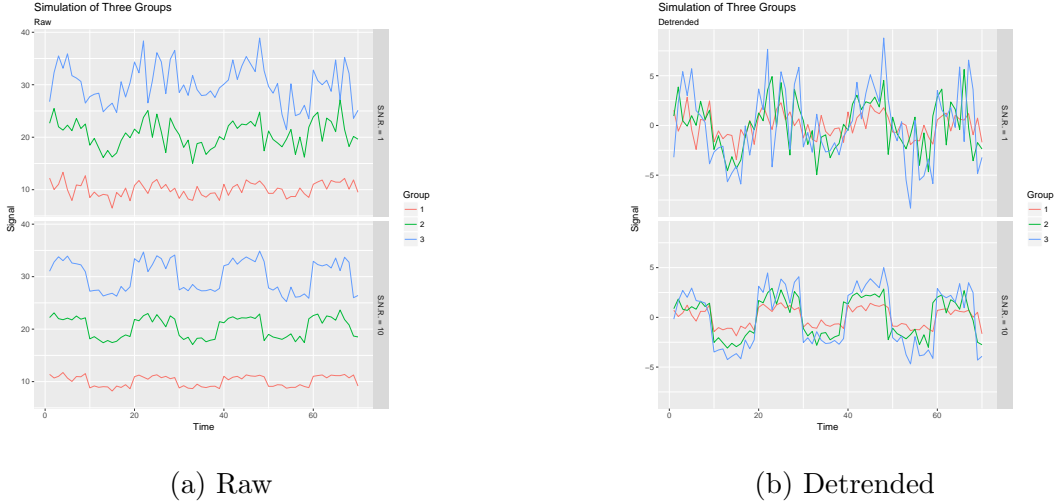 Simulation of Three Groups
Raw
40
30
20
10
S.N.R. = 1
40
30
20
10
S.N.R. = 10
0
20
40
60
Time
Signal
Group
1
2
3
(a) Raw
Simulation of Three Groups
Detrended
5
0
−5
S.N.R. = 1
5
0
−5
S.N.R. = 10
0
20
40
60
Time
Signal
Group
1
2
3
(b) Detrended